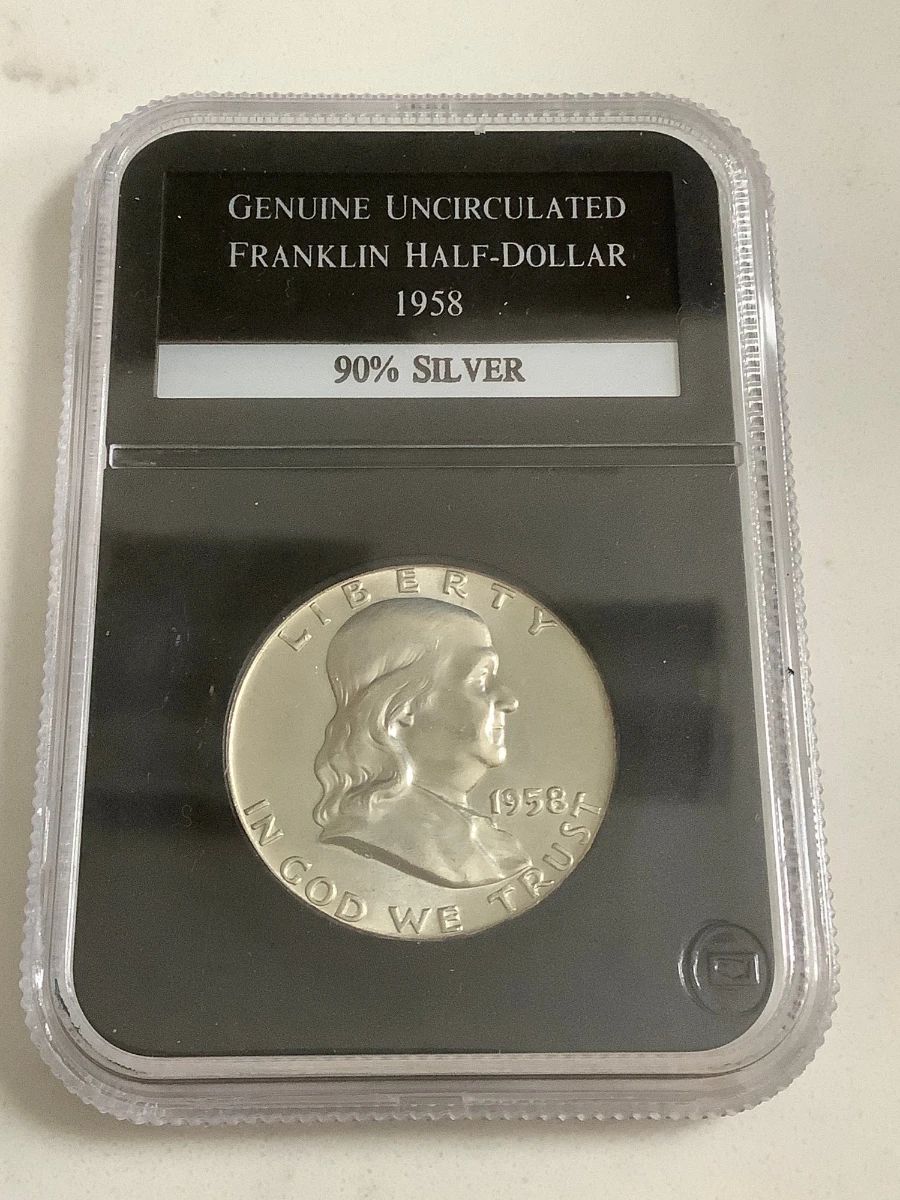 GENUINE UNCIRCULATED
FRANKLIN HALF-DOLLAR
1958
90% SILVER
LIBERTY
1958
IN GOD WE TRUST